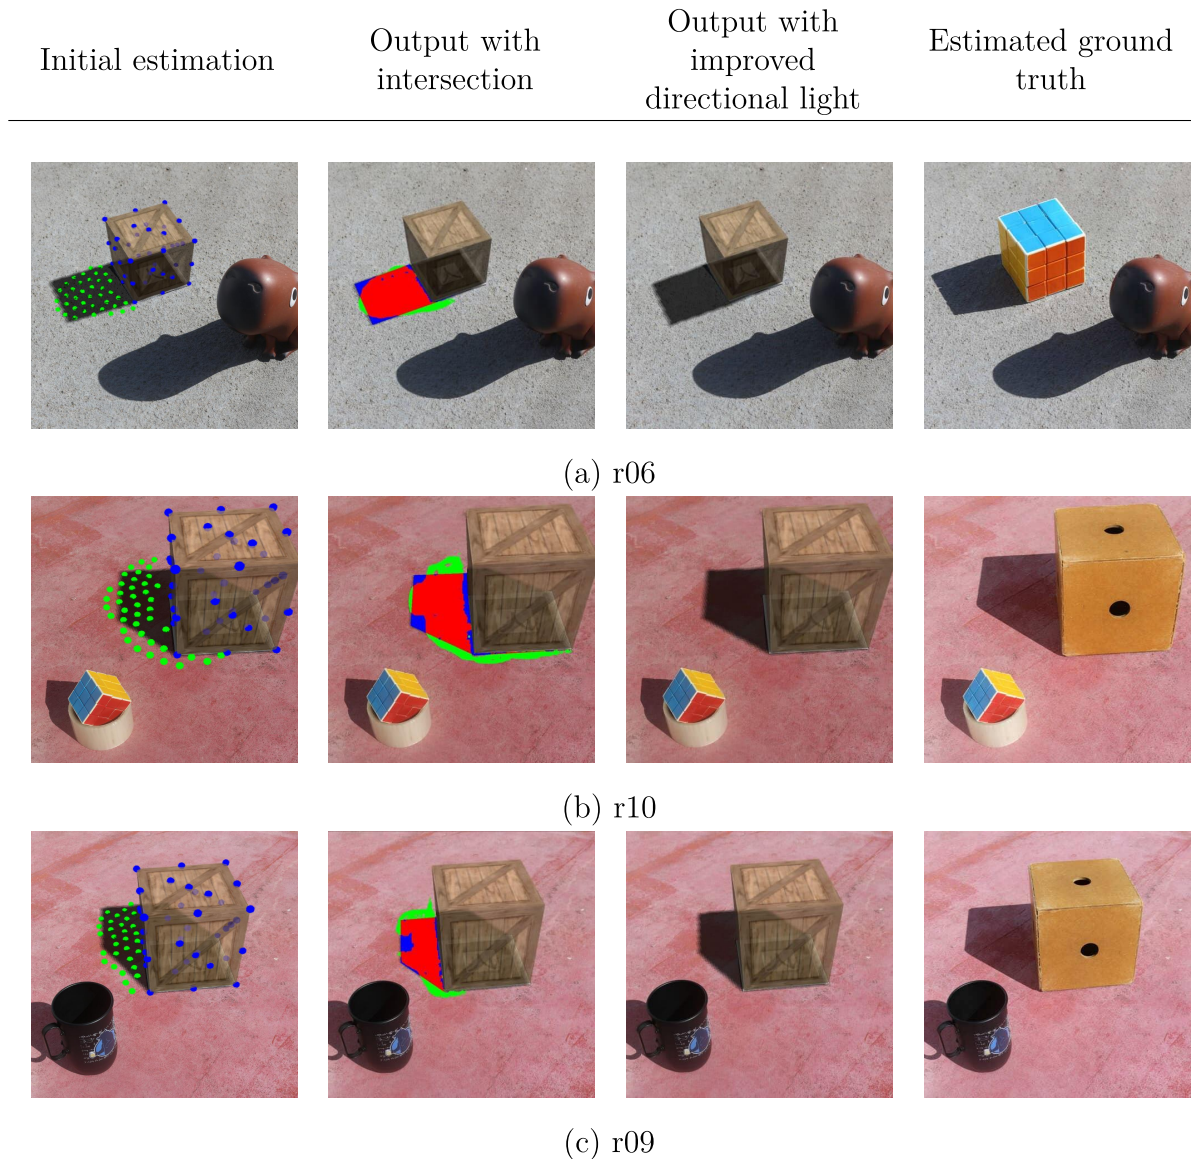 Initial estimation
Output with
intersection
Output with
improved
directional light
Estimated ground
truth
(a) r06
(b) r10
(c) r09